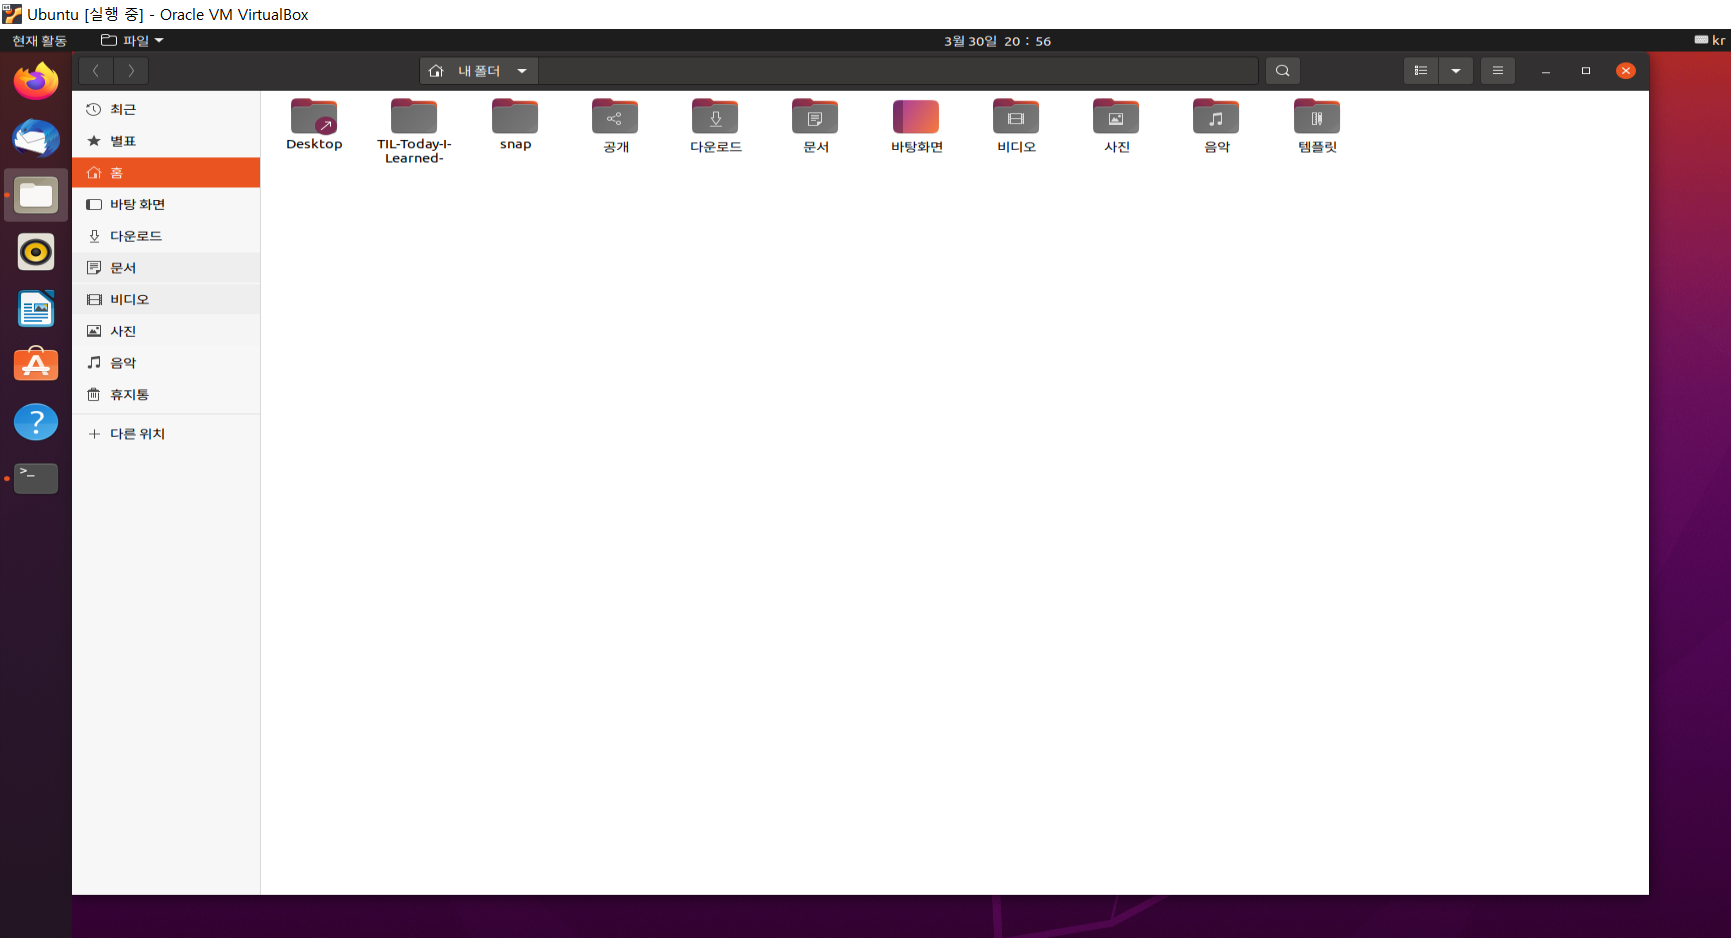 Ubuntu [실행 중] - Oracle VM VirtualBox
현재 활동
파일
3월 30일 20 : 56
kr
내 폴더
최근
별표
홈
바탕 화면
다운로드
문서
비디오
사진
음악
휴지통
다른 위치
Desktop
TIL-Today-I-
Learned-
snap
공개
다운로드
문서
바탕화면
비디오
사진
음악
템플릿